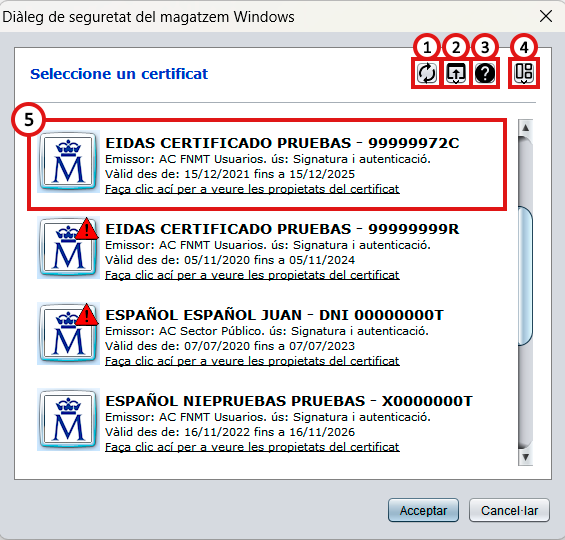 Diàleg de seguretat del magatzem Windows
1 2 3 4
Seleccione un certificat
5
EIDAS CERTIFICADO PRUEBAS - 99999972C
Emissor: AC FNMT Usuarios. ús: Signatura i autenticació.
Vàlid des de: 15/12/2021 fins a 15/12/2025
Faça clic ací per a veure les propietats del certificat
EIDAS CERTIFICADO PRUEBAS - 99999999R
Emissor: AC FNMT Usuarios. ús: Signatura i autenticació.
Vàlid des de: 05/11/2020 fins a 05/11/2024
Faça clic ací per a veure les propietats del certificat
ESPAÑOL ESPAÑOL JUAN - DNI 00000000T
Emissor: AC Sector Público. ús: Signatura i autenticació.
Vàlid des de: 07/07/2020 fins a 07/07/2023
Faça clic ací per a veure les propietats del certificat
ESPAÑOL NIEPRUEBAS PRUEBAS - X0000000T
Emissor: AC FNMT Usuarios. ús: Signatura i autenticació.
Vàlid des de: 16/11/2022 fins a 16/11/2026
Faça clic ací per a veure les propietats del certificat
Acceptar
Cancel·lar